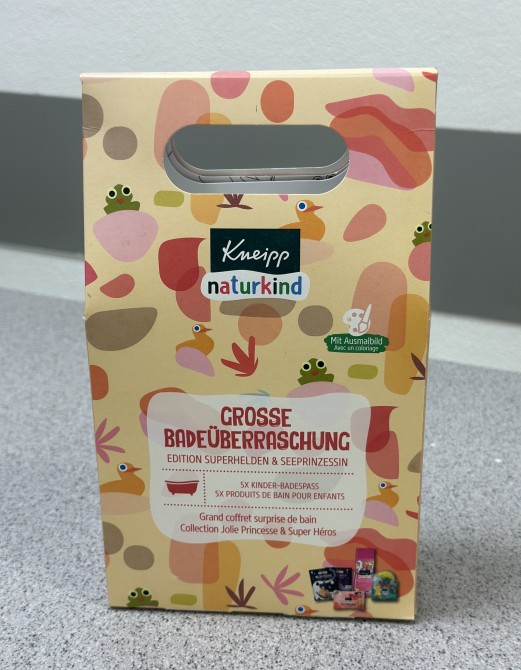 Kneipp
naturkind
Mit Ausmalbild
Avec un coloriage
GROSSE
BADEÜBERRASCHUNG
EDITION SUPERHELDEN & SEEPRINZESSIN
5X KINDER-BADESPASS
5X PRODUITS DE BAIN POUR ENFANTS
Grand coffret surprise de bain
Collection Jolie Princesse & Super Héros